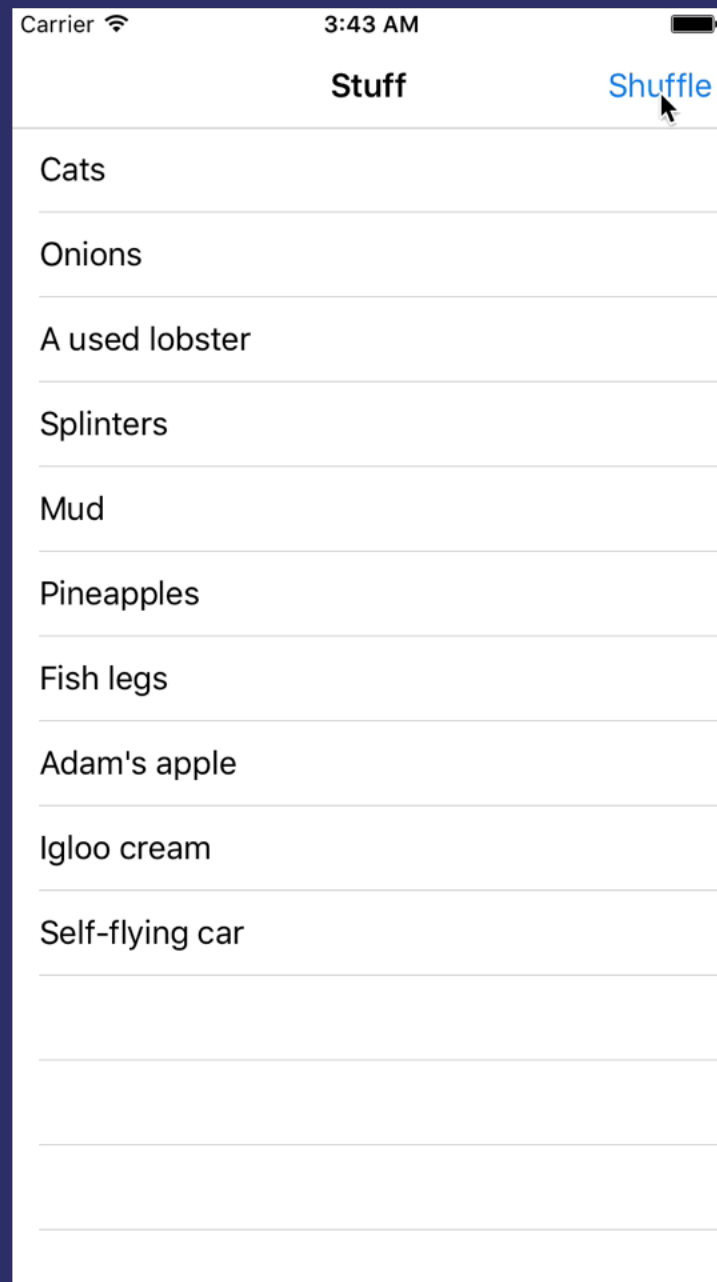 Carrier 3:43 AM
Stuff Shuffle
Cats
Onions
A used lobster
Splinters
Mud
Pineapples
Fish legs
Adam's apple
Igloo cream
Self-flying car